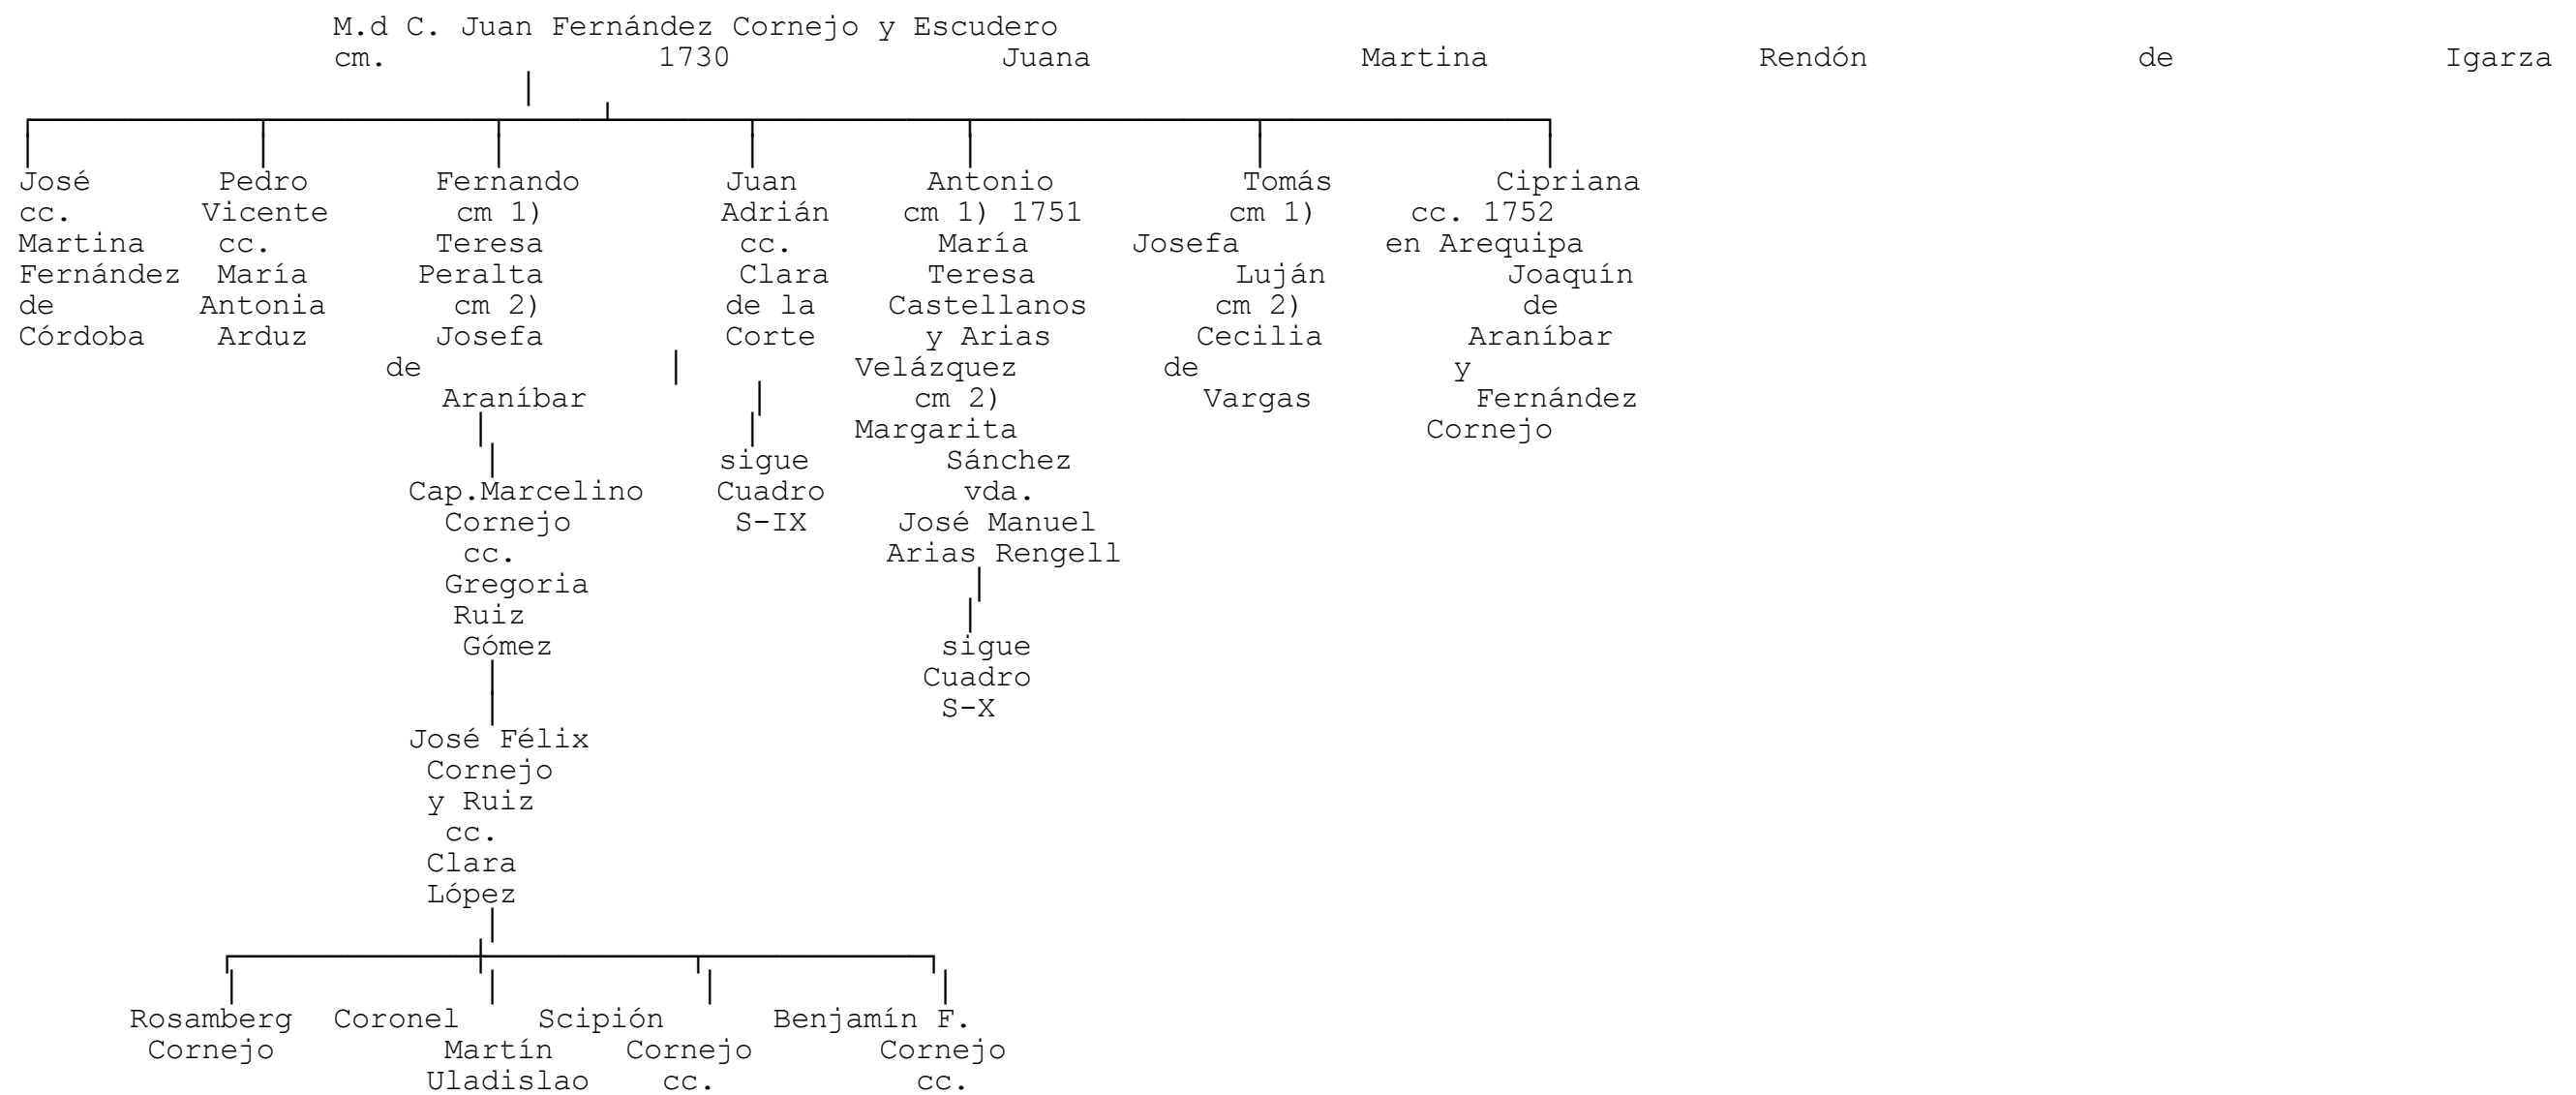 M.d C. Juan Fernández Cornejo y Escudero
cm. 1730 Juana Martina Rendón de Igarza
José Pedro Fernando Juan Antonio Tomás Cipriana
cc. Vicente cm 1) Adrián cm 1) 1751 cm 1) cc. 1752
Martina cc. Teresa cc. María Josefa en Arequipa
Fernández María Peralta Clara Teresa Luján Joaquín
de Antonia cm 2) de la Castellanos cm 2) de
Córdoba Arduz Josefa Corte y Arias Cecilia Araníbar
de Velázquez de y
Araníbar cm 2) Vargas Fernández
Margarita Cornejo
sigue Sánchez
Cap.Marcelino Cuadro vda.
Cornejo S-IX José Manuel
cc. Arias Rengell
Gregoria
Ruiz
Gómez sigue
Cuadro
S-X
José Félix
Cornejo
y Ruiz
cc.
Clara
López
Rosamberg Coronel Scipión Benjamín F.
Cornejo Martín Cornejo Cornejo
Uladislao cc. cc.